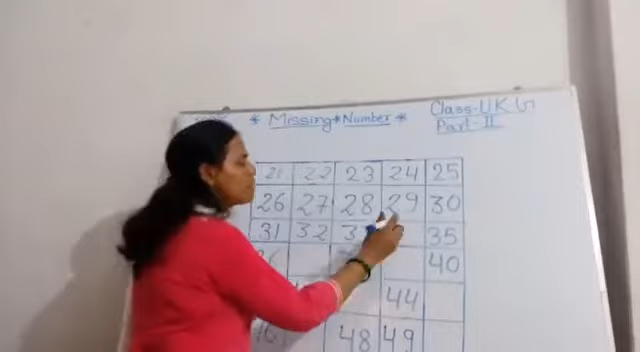 * Missing * Number *
Class-UKG
Part-II
21 22 23 24 25
26 27 28 29 30
31 32 35
40
44
48 49